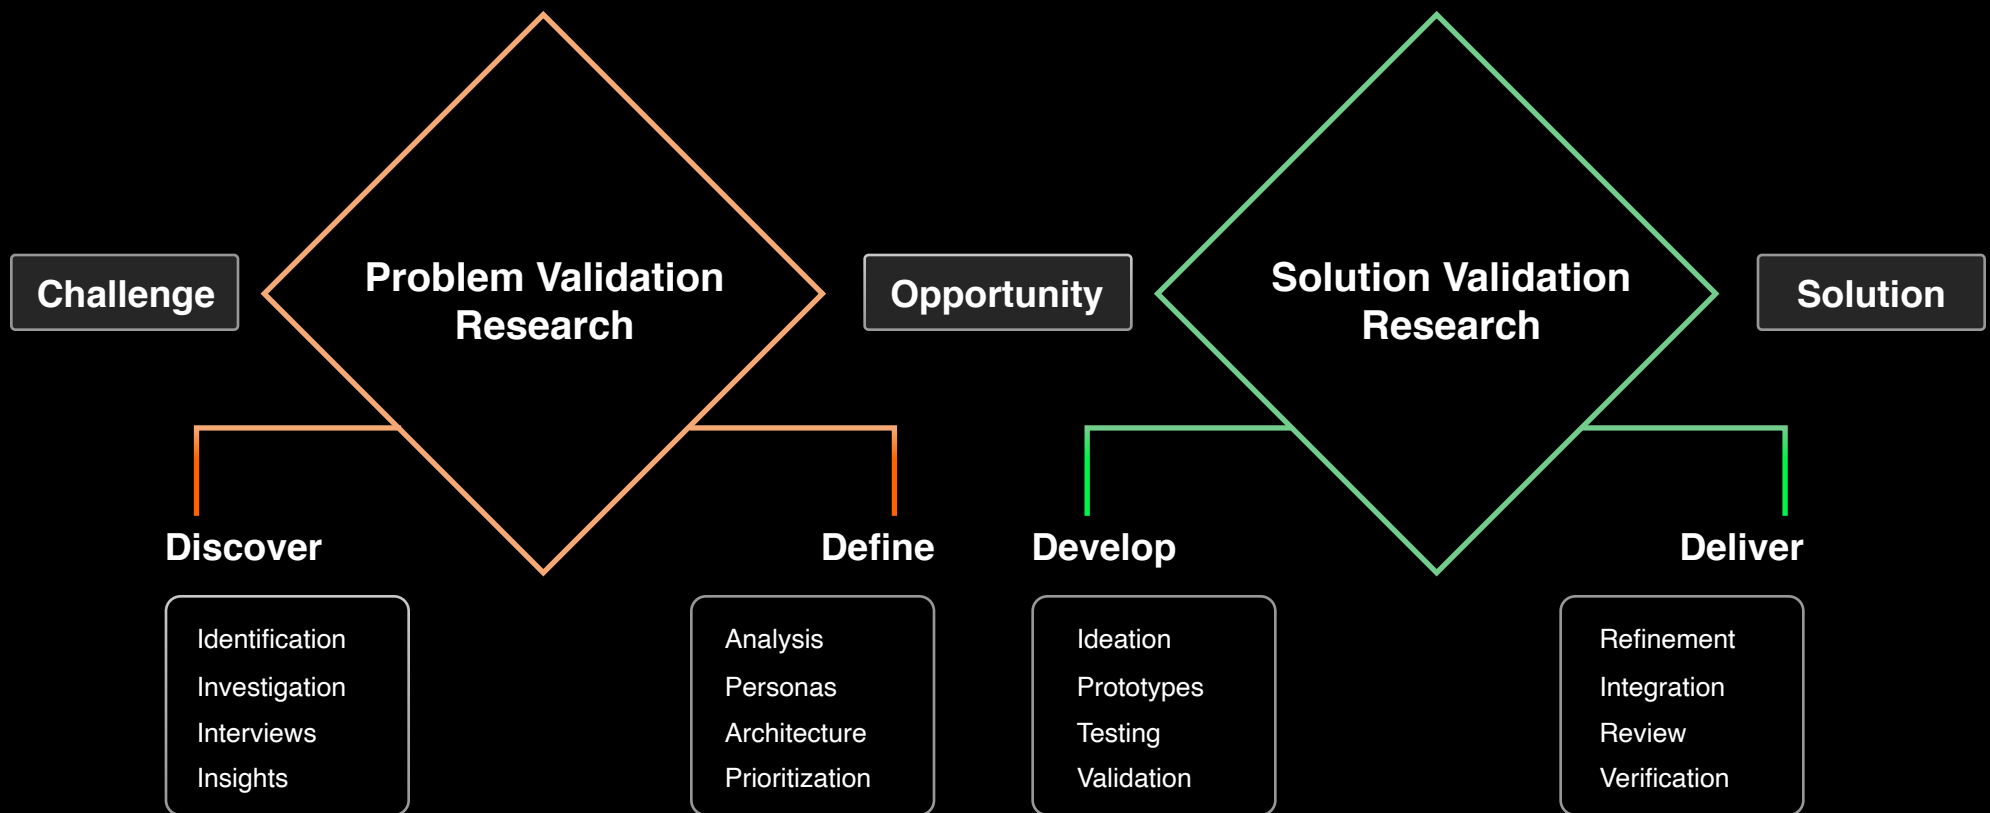 Challenge
Problem Validation
Research
Opportunity
Solution Validation
Research
Solution
Discover
Identification
Investigation
Interviews
Insights
Define
Analysis
Personas
Architecture
Prioritization
Develop
Ideation
Prototypes
Testing
Validation
Deliver
Refinement
Integration
Review
Verification